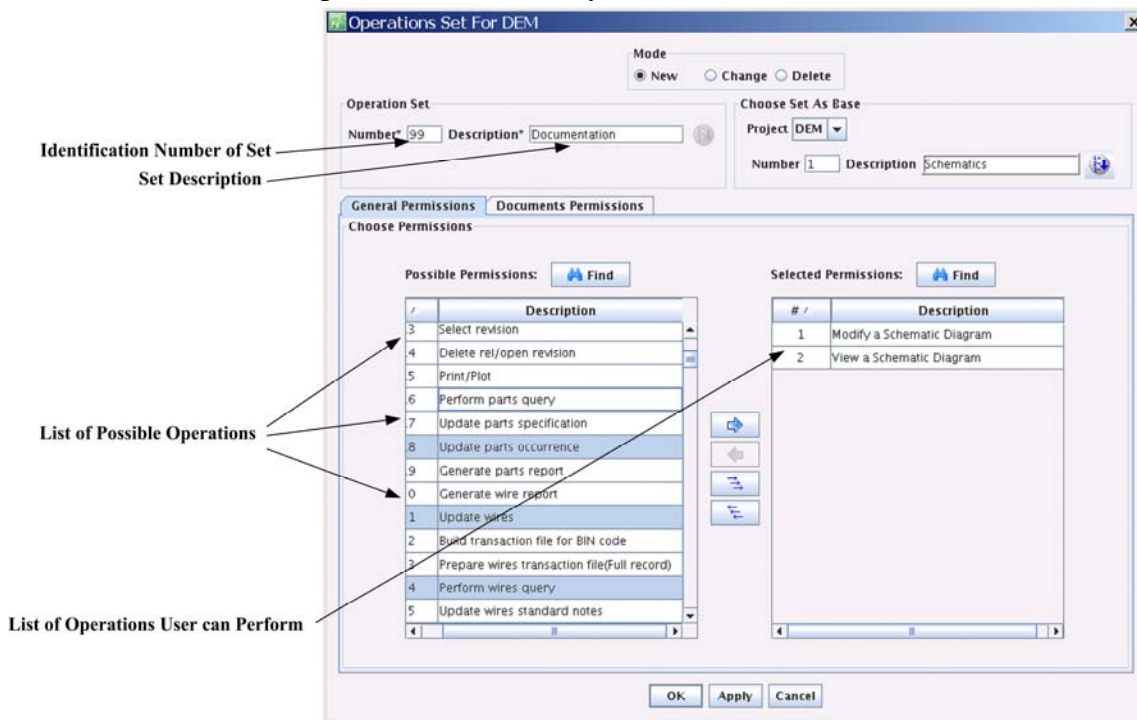 Operations Set For DEM
Mode
New Change Delete
Operation Set
Number* 99 Description* Documentation
Choose Set As Base
Project DEM
Number 1 Description Schematics
Identification Number of Set
Set Description
General Permissions Documents Permissions
Choose Permissions
Possible Permissions: Find
/ Description
.3 Select revision
.4 Delete rel/open revision
.5 Print/Plot
.6 Perform parts query
.7 Update parts specification
.8 Update parts occurrence
.9 Generate parts report
0 Generate wire report
1 Update wires
2 Build transaction file for BIN code
3 Prepare wires transaction file(Full record)
4 Perform wires query
5 Update wires standard notes
Selected Permissions: Find
# / Description
1 Modify a Schematic Diagram
2 View a Schematic Diagram
List of Possible Operations
List of Operations User can Perform
OK Apply Cancel